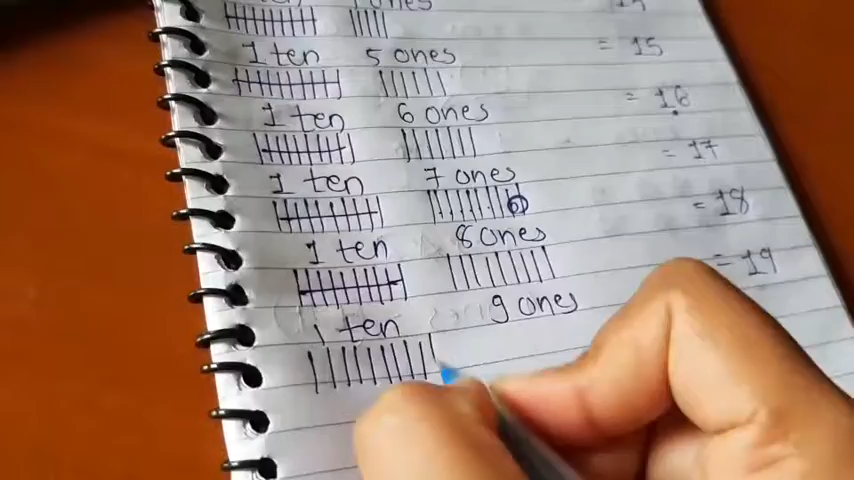 1 ten 5 ones = 15
1 ten 6 ones = 16
1 ten 7 ones = 17
1 ten 8 ones = 18
1 ten 9 ones = 19